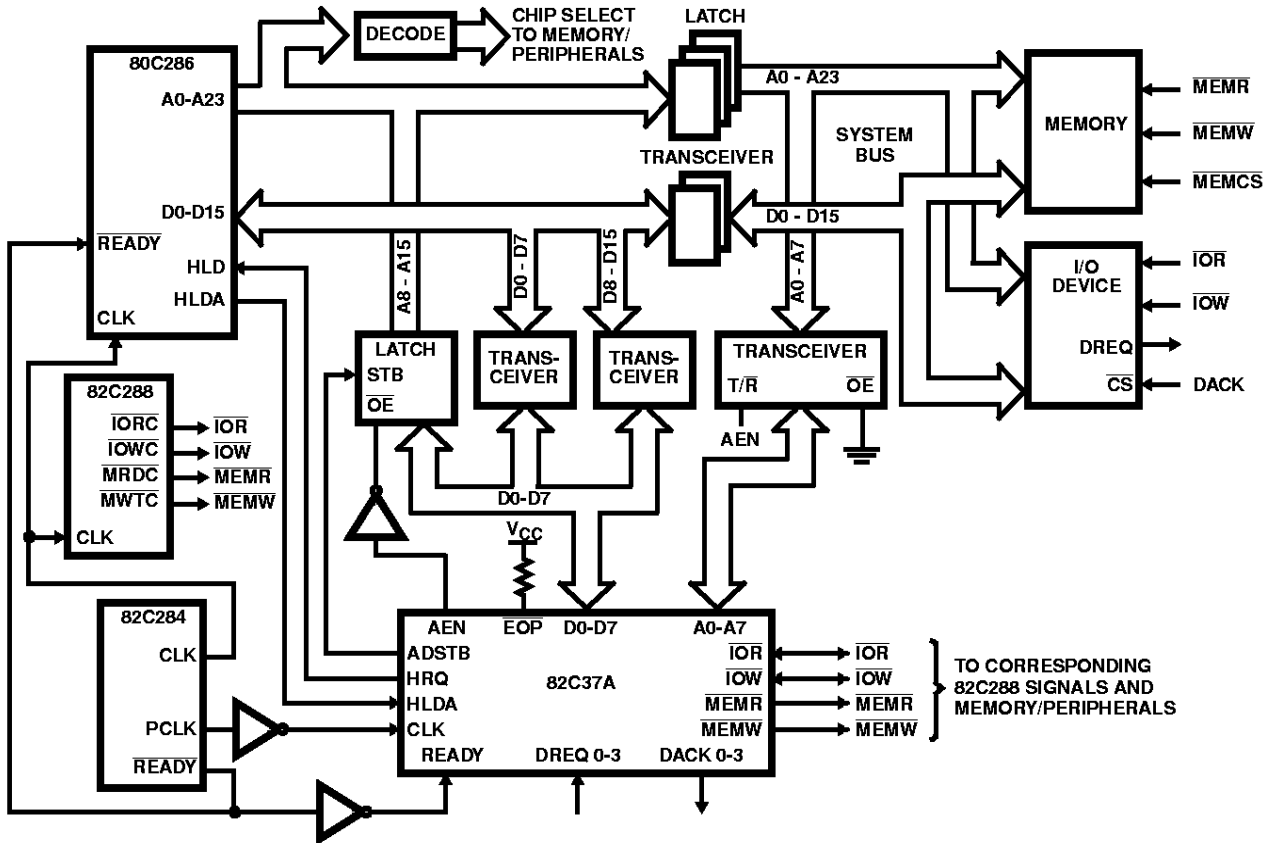 DECODE
CHIP SELECT
TO MEMORY/
PERIPHERALS
LATCH
80C286
A0-A23
D0-D15
READY
HLD
HLDA
CLK
A0 - A23
SYSTEM
BUS
TRANSCEIVER
D0 - D15
MEMORY
MEMR
MEMW
MEMCS
I/O
DEVICE
DREQ
CS
IOR
IOW
DACK
A8 - A15
D0 - D7
D8 - D15
A0 - A7
LATCH
STB
OE
TRANS-
CEIVER
TRANS-
CEIVER
TRANSCEIVER
T/R
OE
AEN
82C288
IORC
IOWC
MRDC
MWTC
CLK
IOR
IOW
MEMR
MEMW
D0-D7
VCC
82C284
CLK
PCLK
READY
AEN
EOP
D0-D7
A0-A7
ADSTB
HRQ
HLDA
CLK
READY
82C37A
DREQ 0-3
DACK 0-3
IOR
IOW
MEMR
MEMW
IOR
IOW
MEMR
MEMW
TO CORRESPONDING
82C288 SIGNALS AND
MEMORY/PERIPHERALS